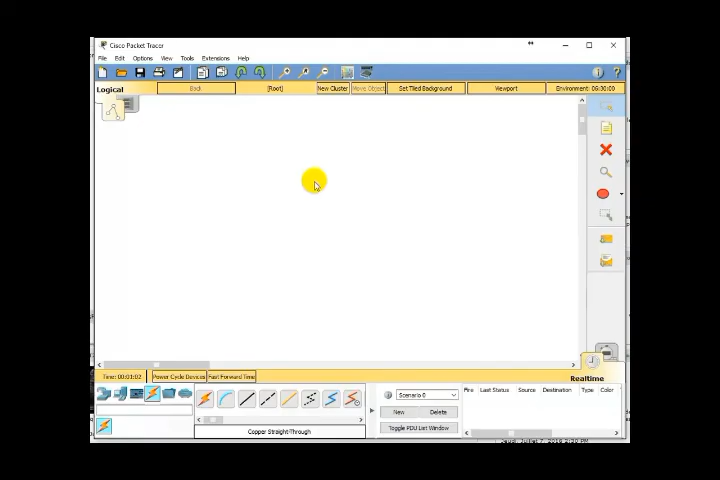 Cisco Packet Tracer
File Edit Options View Tools Extensions Help
Logical Back [Root] New Cluster Move Object Set Tiled Background Viewport Environment: 06:30:00
Time: 00:01:02 Power Cycle Devices Fast Forward Time Realtime
Scenario 0
Fire Last Status Source Destination Type Color
New Delete
Toggle PDU List Window
Copper Straight-Through